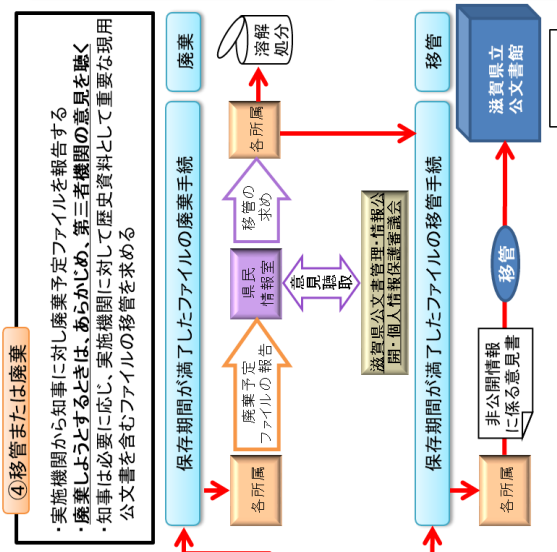 ④移管または廃棄
・実施機関から知事に対し廃棄予定ファイルを報告する
・廃棄しようとするときは、あらかじめ、第三者機関の意見を聴く
・知事は必要に応じ、実施機関に対して歴史資料として重要な現用
公文書を含むファイルの移管を求める
保存期間が満了したファイルの廃棄手続
廃棄
各所属
廃棄予定
ファイルの報告
県民
情報室
移管の
求め
各所属
溶解
処分
意見
聴取
滋賀県公文書管理・情報公
開・個人情報保護審議会
保存期間が満了したファイルの移管手続
移管
各所属
非公開情報
に係る意見書
移管
滋賀県立
公文書館